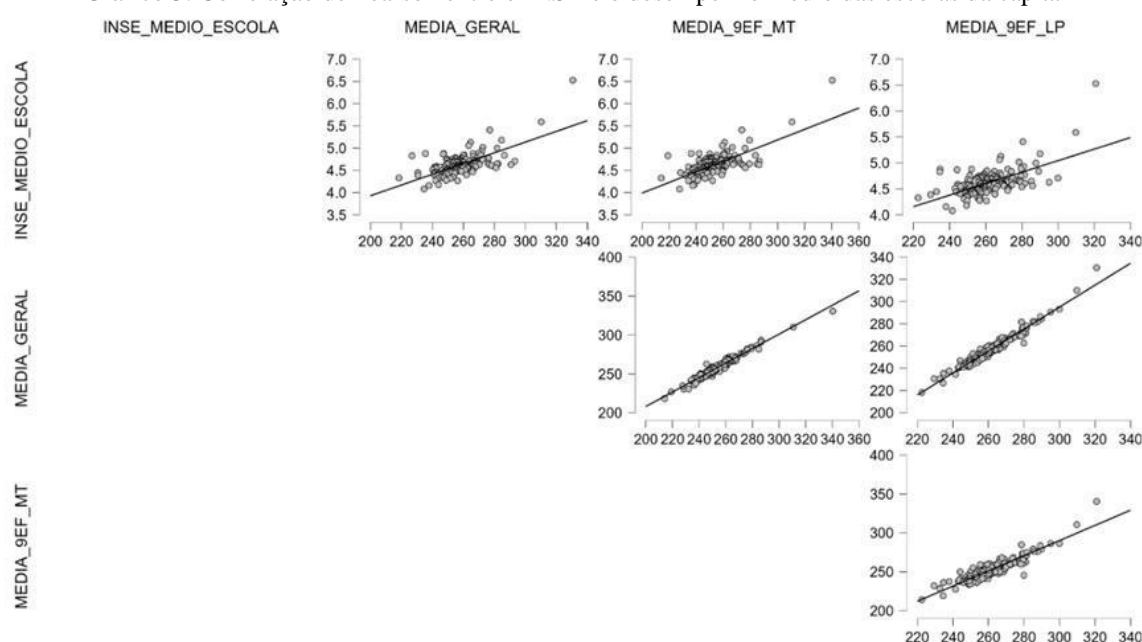 INSE_MEDIO_ESCOLA MEDIA_GERAL MEDIA_9EF_MT MEDIA_9EF_LP
INSE_MEDIO_ESCOLA
7.0 6.5 6.0 5.5 5.0 4.5 4.0 3.5
200 220 240 260 280 300 320 340
7.0 6.5 6.0 5.5 5.0 4.5 4.0 3.5
200 220 240 260 280 300 320 340 360
7.0 6.5 6.0 5.5 5.0 4.5 4.0
220 240 260 280 300 320 340
MEDIA_GERAL
400 350 300 250 200
200 220 240 260 280 300 320 340 360
340 320 300 280 260 240 220 200
220 240 260 280 300 320 340
MEDIA_9EF_MT
400 350 300 250 200
220 240 260 280 300 320 340